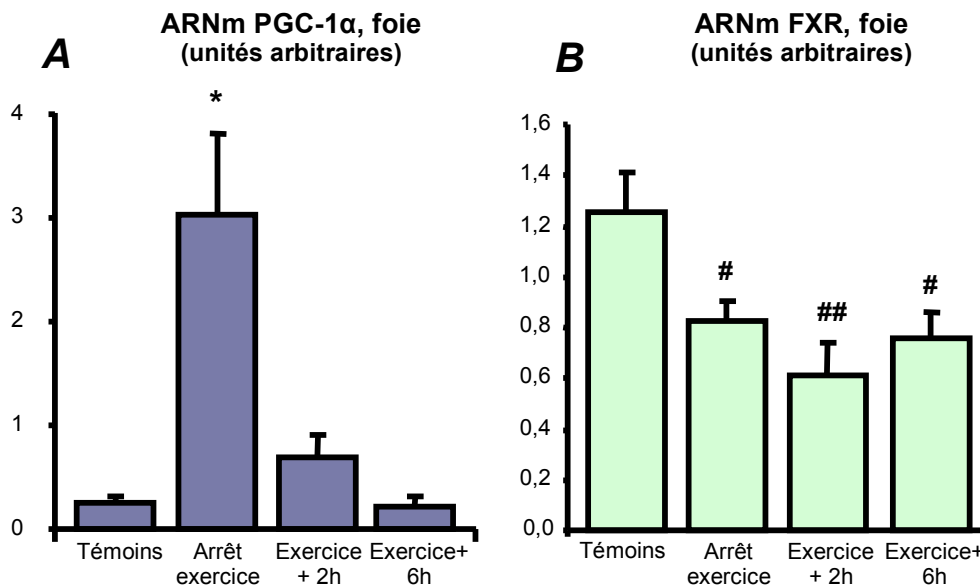 ARNm PGC-1α, foie
(unités arbitraires)
A
*
4
3
2
1
0
Témoins
Arrêt
exercice
Exercice
+ 2h
Exercice+
6h
ARNm FXR, foie
(unités arbitraires)
B
1,6
1,4
1,2
1,0
0,8
0,6
0,4
0,2
0,0
#
##
#
Témoins
Arrêt
exercice
Exercice
+ 2h
Exercice+
6h